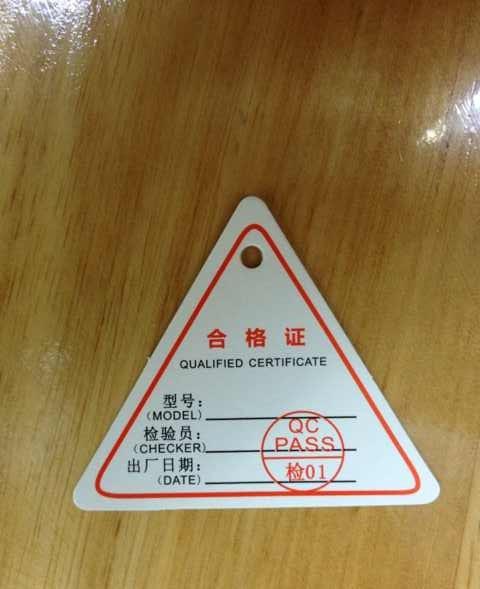 合格证
QUALIFIED CERTIFICATE
型号：
(MODEL)
检验员：
(CHECKER)
出厂日期：
(DATE)
QC
PASS
检01